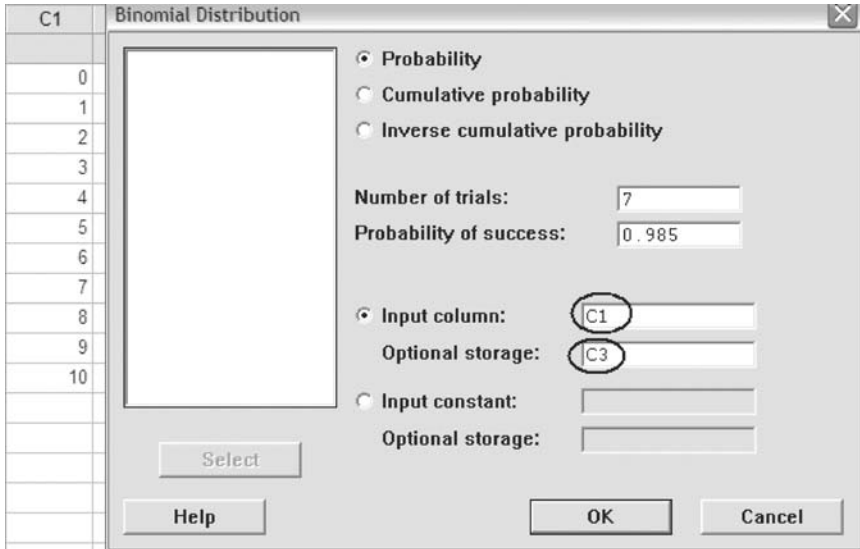 C1
0
1
2
3
4
5
6
7
8
9
10
Binomial Distribution
Probability
Cumulative probability
Inverse cumulative probability
Number of trials: 7
Probability of success: 0.985
Input column: C1
Optional storage: C3
Input constant:
Optional storage:
Select
Help OK Cancel